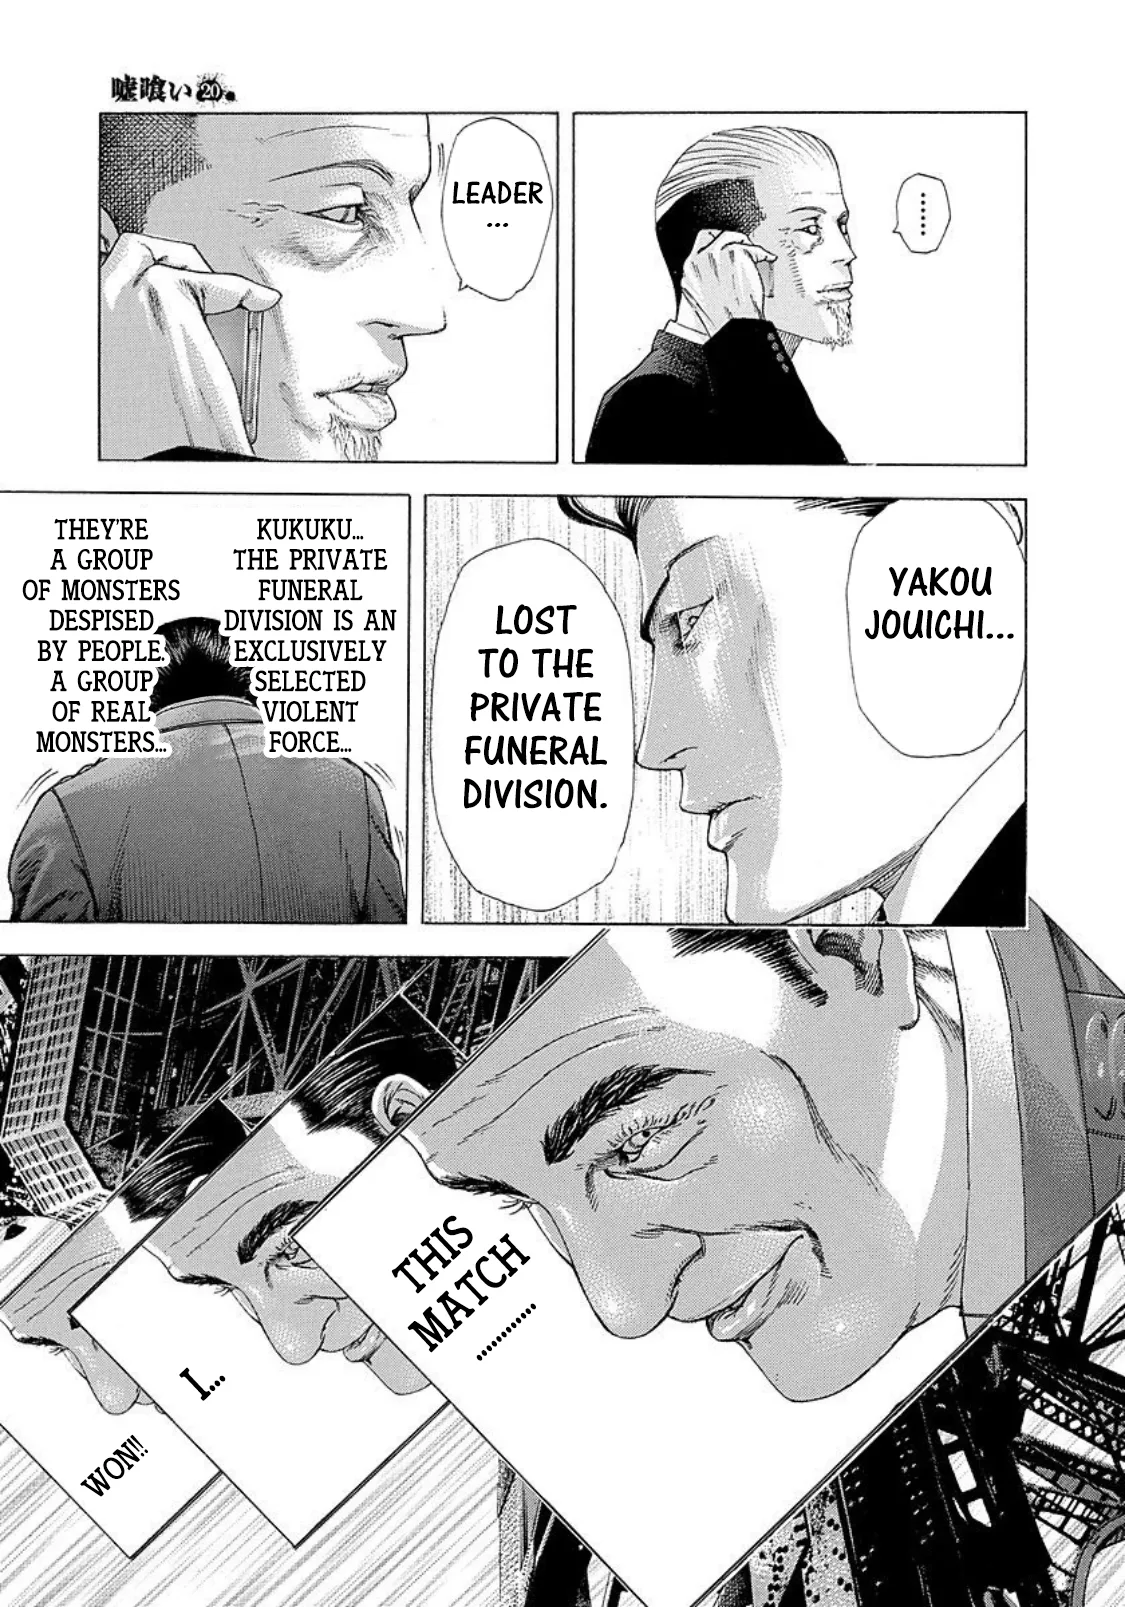 嘘喰い 20
……
LEADER
...
YAKOU
JOUICHI...
LOST
TO THE
PRIVATE
FUNERAL
DIVISION.
KUKUKU...
THE PRIVATE
FUNERAL
DIVISION IS AN
EXCLUSIVELY
SELECTED
VIOLENT
FORCE...
THEY'RE
A GROUP
OF MONSTERS
DESPISED
BY PEOPLE.
A GROUP
OF REAL
MONSTERS...
THIS
MATCH
............
I...
WON!!